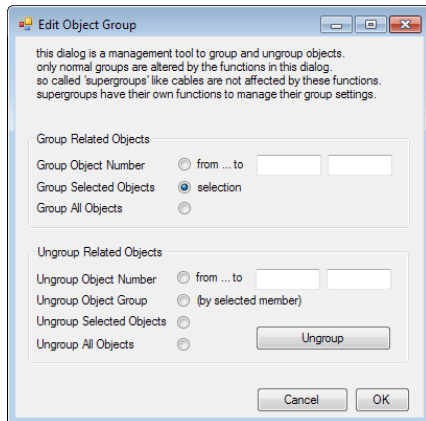 Edit Object Group
this dialog is a management tool to group and ungroup objects.
only normal groups are altered by the functions in this dialog.
so called 'supergroups' like cables are not affected by these functions.
supergroups have their own functions to manage their group settings.
Group Related Objects
Group Object Number from ... to
Group Selected Objects selection
Group All Objects
Ungroup Related Objects
Ungroup Object Number from ... to
Ungroup Object Group (by selected member)
Ungroup Selected Objects
Ungroup All Objects
Ungroup
Cancel OK